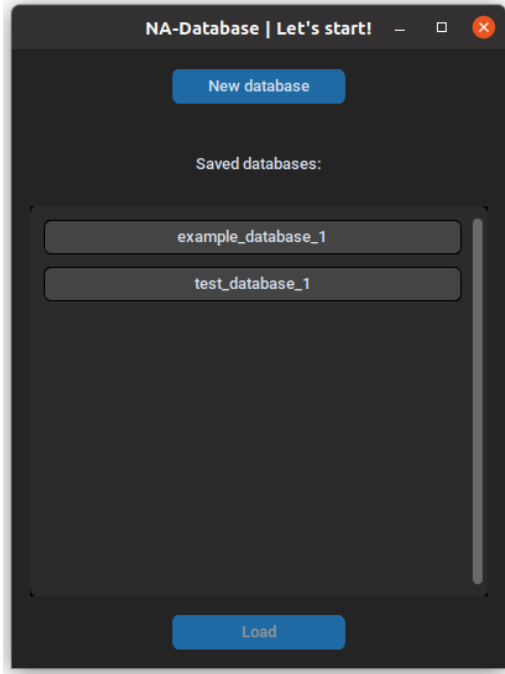 NA-Database | Let's start!
New database
Saved databases:
example_database_1
test_database_1
Load